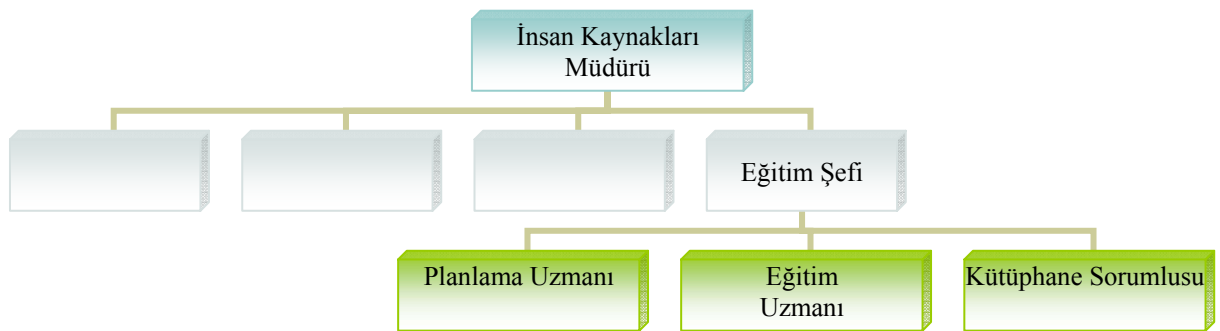 İnsan Kaynakları
Müdürü
Eğitim Şefi
Planlama Uzmanı
Eğitim
Uzmanı
Kütüphane Sorumlusu